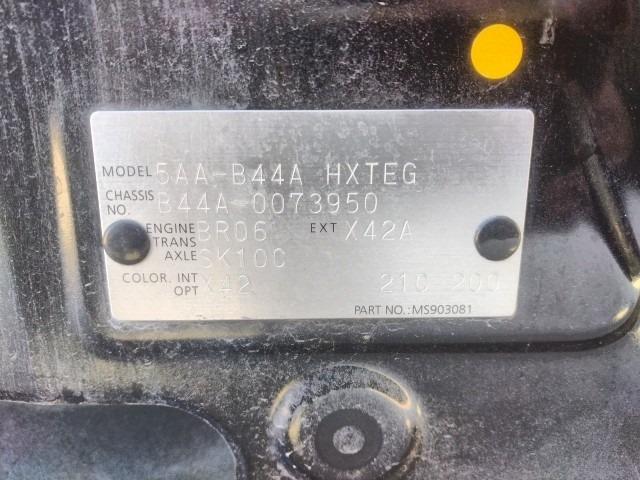 MODEL 5AA-B44A HXTEG
CHASSIS NO. B44A-0073950
ENGINE BR06 EXT X42A
TRANS AXLE SK10C
COLOR. INT X42
OPT 21C 200
PART NO.:MS903081